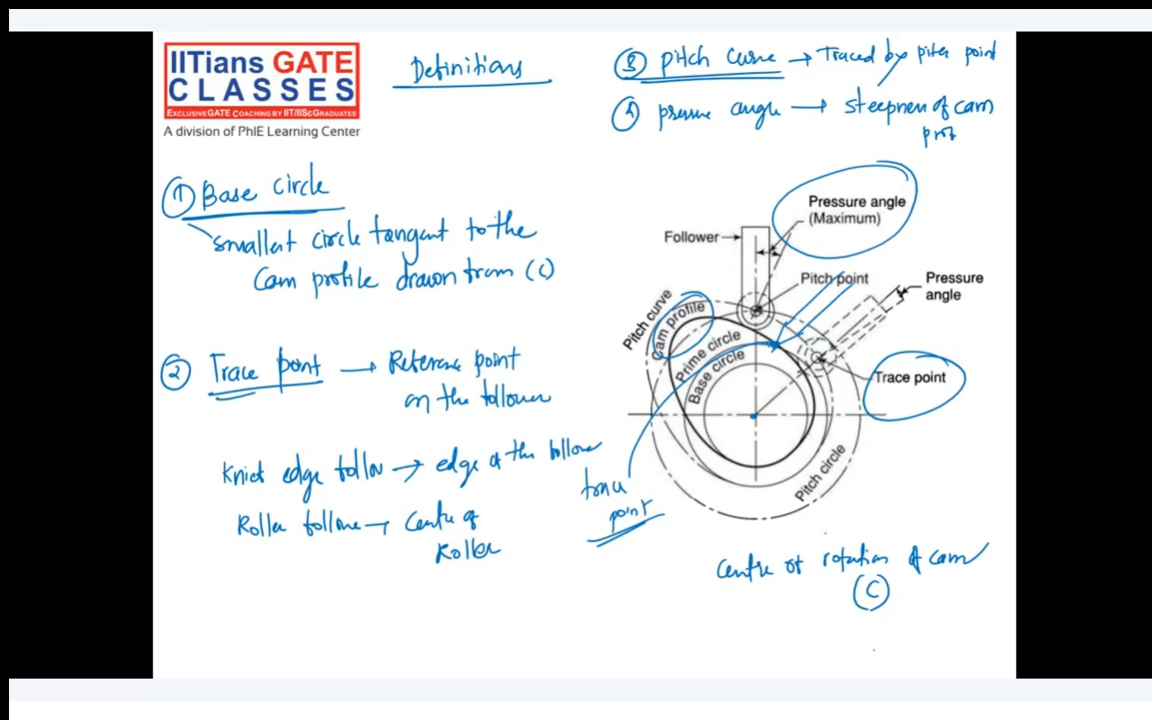 IITians GATE
CLASSES
EXCLUSIVE GATE COACHING BY IIT/IISc GRADUATES
A division of PhIE Learning Center
Definitions
① Base circle
smallest circle tangent to the
Cam profile drawn from (C)
② Trace point → Reference point
on the follower
Knief edge follow → edge of the follower
Roller follower → Centre of
Roller
③ pitch curve → Traced by pitch point
④ pressure angle → steepness of cam
prof
Pressure angle
(Maximum)
Follower
Pitch point
Pressure
angle
Pitch curve
Cam profile
Prime circle
Base circle
Trace point
Pitch circle
point
Centre of rotation of cam
(C)